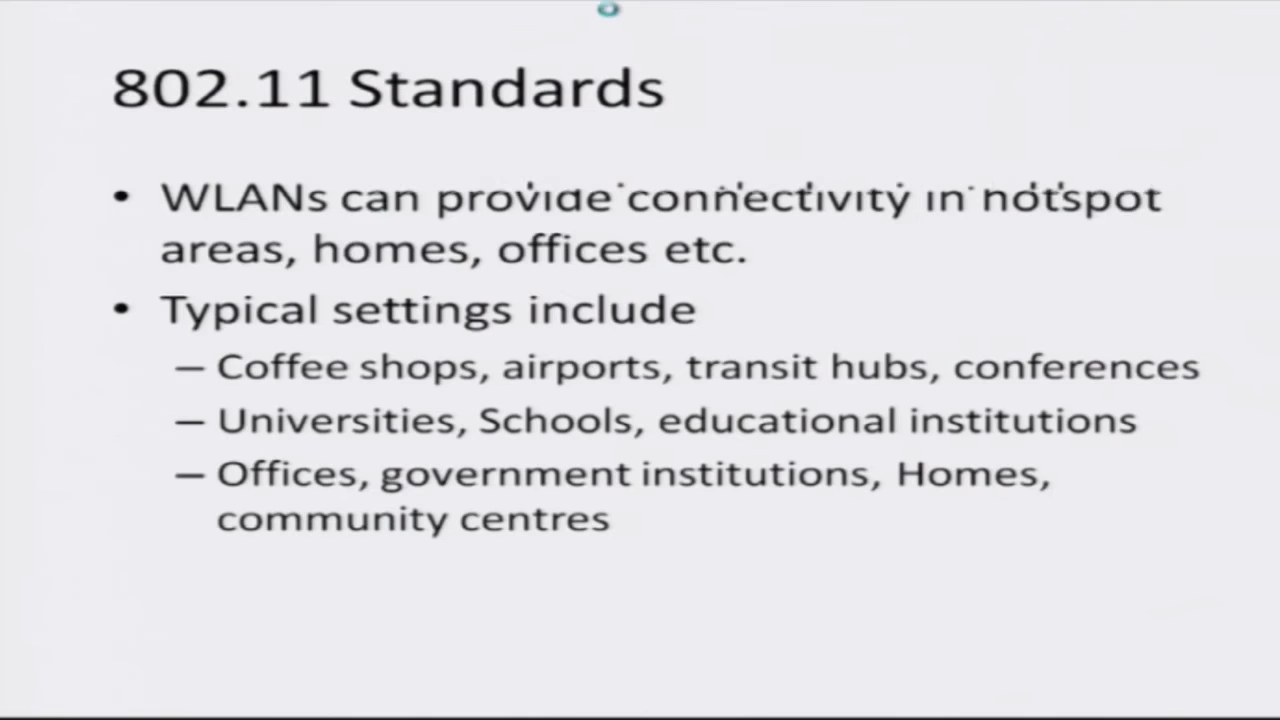 802.11 Standards
• WLANs can provide connectivity in hotspot
areas, homes, offices etc.
• Typical settings include
– Coffee shops, airports, transit hubs, conferences
– Universities, Schools, educational institutions
– Offices, government institutions, Homes,
community centres